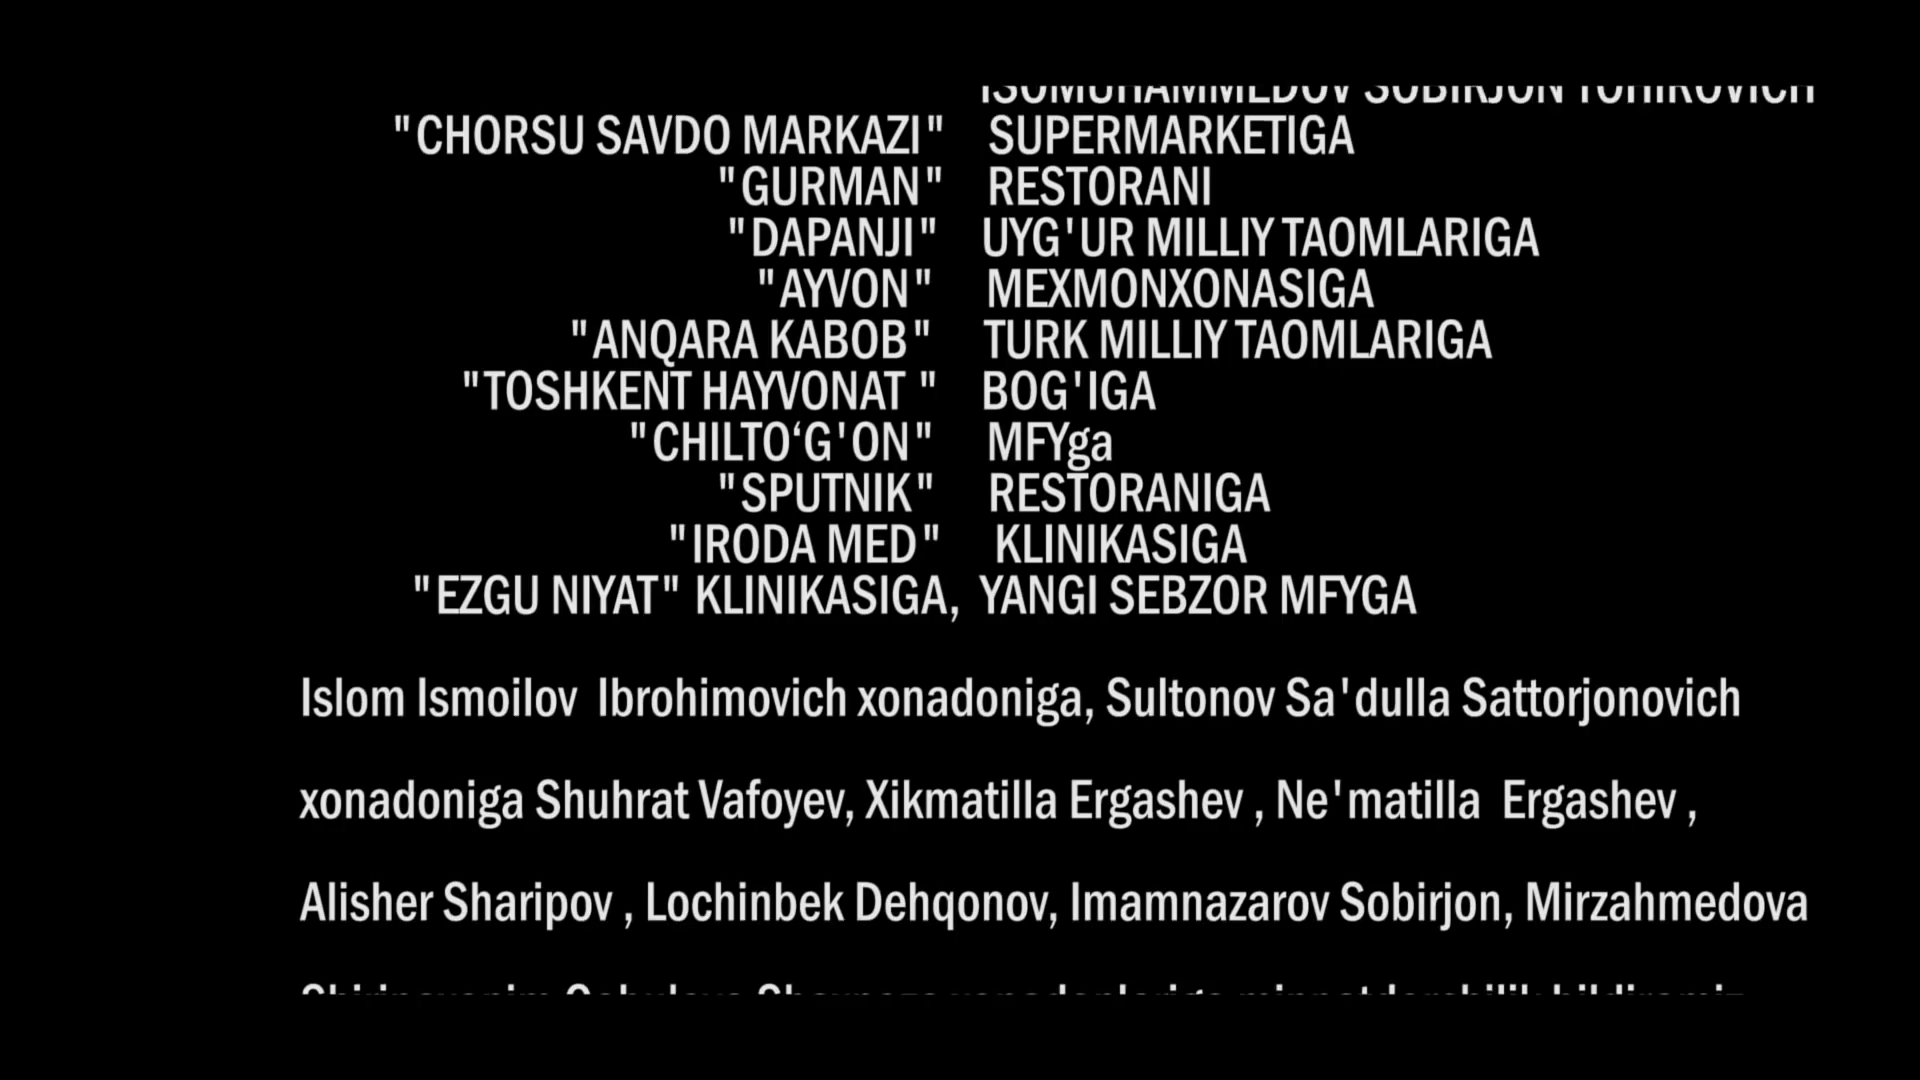 ISOMUHAMMEDOV SOBIRJON TOHIROVICH
"CHORSU SAVDO MARKAZI" SUPERMARKETIGA
"GURMAN" RESTORANI
"DAPANJI" UYG'UR MILLIY TAOMLARIGA
"AYVON" MEXMONXONASIGA
"ANQARA KABOB" TURK MILLIY TAOMLARIGA
"TOSHKENT HAYVONAT " BOG'IGA
"CHILTO‘G'ON" MFYga
"SPUTNIK" RESTORANIGA
"IRODA MED" KLINIKASIGA
"EZGU NIYAT" KLINIKASIGA, YANGI SEBZOR MFYGA
Islom Ismoilov Ibrohimovich xonadoniga, Sultonov Sa'dulla Sattorjonovich
xonadoniga Shuhrat Vafoyev, Xikmatilla Ergashev , Ne'matilla Ergashev ,
Alisher Sharipov , Lochinbek Dehqonov, Imamnazarov Sobirjon, Mirzahmedova